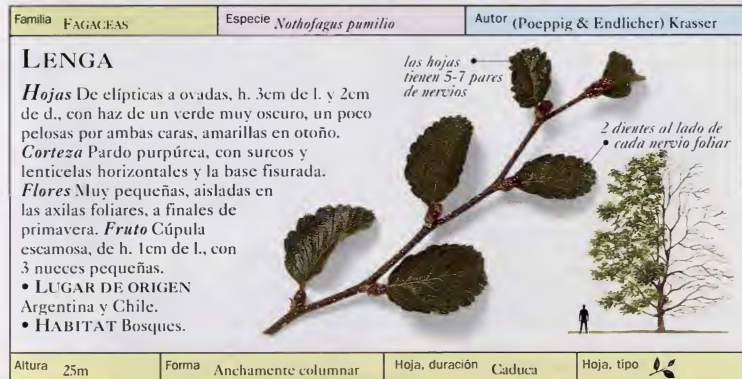 Familia FAGACEAS
Especie Nothofagus pumilio
Autor (Poeppig & Endlicher) Krasser
LENGA
Hojas De elípticas a ovadas, h. 3cm de l. y 2cm
de d., con haz de un verde muy oscuro, un poco
pelosas por ambas caras, amarillas en otoño.
Corteza Pardo purpúrea, con surcos y
lenticelas horizontales y la base fisurada.
Flores Muy pequeñas, aisladas en
las axilas foliares, a finales de
primavera. Fruto Cúpula
escamosa, de h. 1cm de l., con
3 nueces pequeñas.
• LUGAR DE ORIGEN
Argentina y Chile.
• HABITAT Bosques.
las hojas
tienen 5-7 pares
de nervios
2 dientes al lado de
• cada nervio foliar
Altura 25m
Forma Anchamente columnar
Hoja, duración Caduca
Hoja, tipo